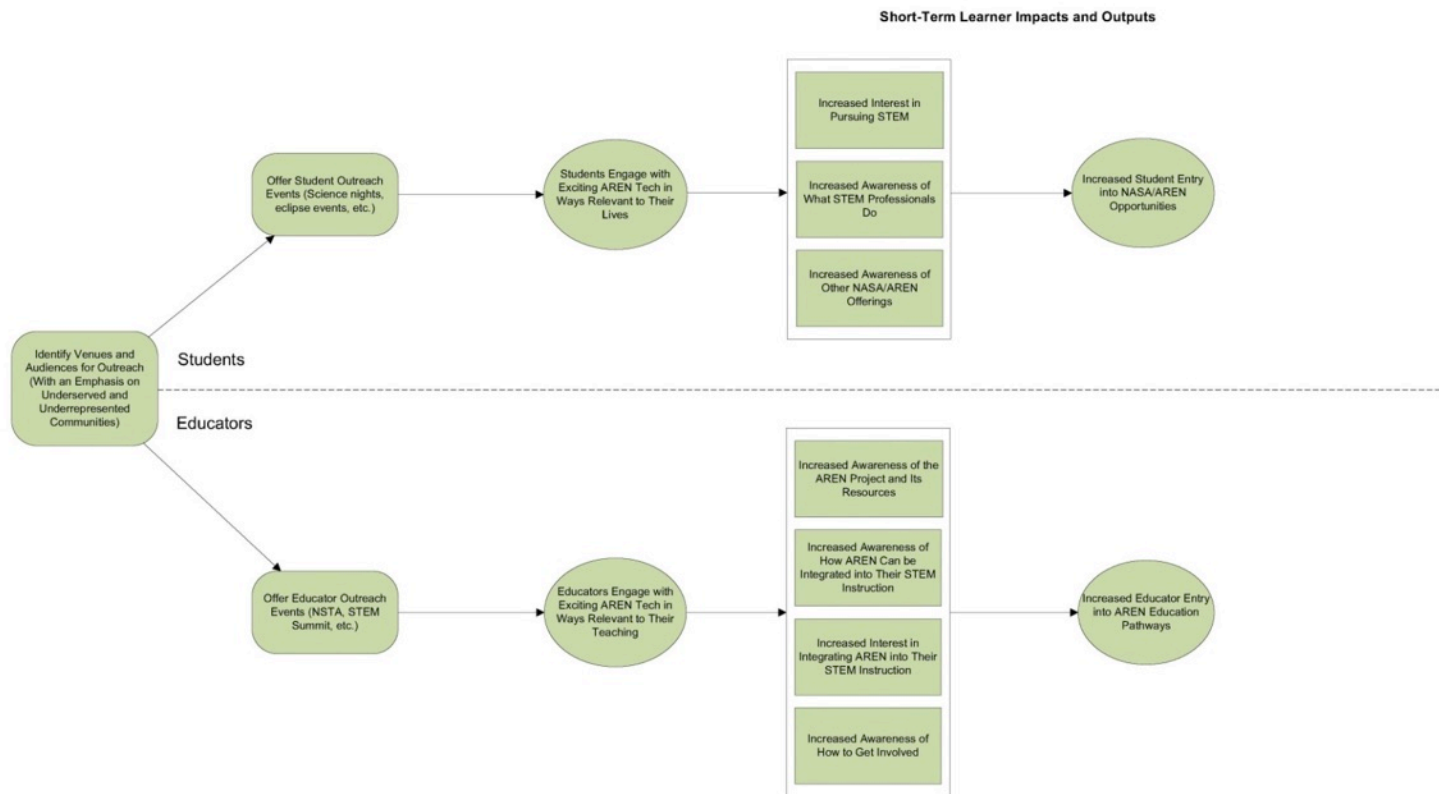 Short-Term Learner Impacts and Outputs
Increased Interest in
Pursuing STEM
Offer Student Outreach
Events (Science nights,
eclipse events, etc.)
Students Engage with
Exciting AREN Tech in
Ways Relevant to Their
Lives
Increased Awareness of
What STEM Professionals
Do
Increased Student Entry
into NASA/AREN
Opportunities
Increased Awareness of
Other NASA/AREN
Offerings
Identify Venues and
Audiences for Outreach
(With an Emphasis on
Underserved and
Underrepresented
Communities)
Students
Educators
Increased Awareness of the
AREN Project and Its
Resources
Increased Awareness of
How AREN Can be
Integrated into Their STEM
Instruction
Offer Educator Outreach
Events (NSTA, STEM
Summit, etc.)
Educators Engage with
Exciting AREN Tech in
Ways Relevant to Their
Teaching
Increased Educator Entry
into AREN Education
Pathways
Increased Interest in
Integrating AREN into Their
STEM Instruction
Increased Awareness of
How to Get Involved